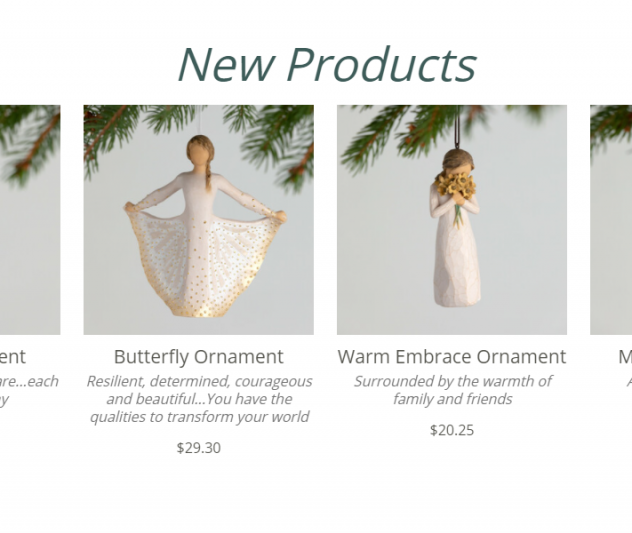 New Products
ent
Butterfly Ornament
Warm Embrace Ornament
M
are...each
y
Resilient, determined, courageous
and beautiful...You have the
qualities to transform your world
$29.30
Surrounded by the warmth of
family and friends
$20.25